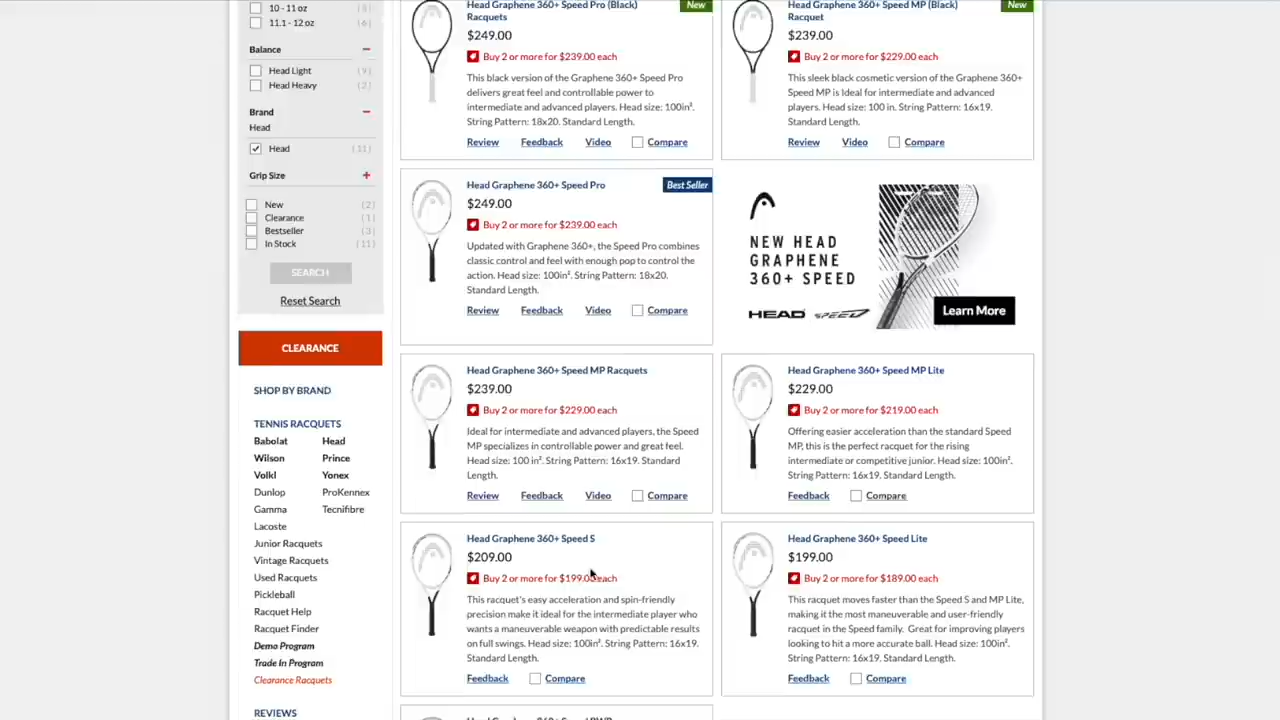 10 - 11 oz (3)
11.1 - 12 oz (6)
Balance
Head Light (9)
Head Heavy (2)
Brand
Head
Head (11)
Grip Size
New (2)
Clearance (1)
Bestseller (3)
In Stock (11)
SEARCH
Reset Search
CLEARANCE
SHOP BY BRAND
TENNIS RACQUETS
Babolat Head
Wilson Prince
Volkl Yonex
Dunlop ProKennex
Gamma Tecnifibre
Lacoste
Junior Racquets
Vintage Racquets
Used Racquets
Pickleball
Racquet Help
Racquet Finder
Demo Program
Trade In Program
Clearance Racquets
REVIEWS
Head Graphene 360+ Speed Pro (Black)
Racquets
New
$249.00
Buy 2 or more for $239.00 each
This black version of the Graphene 360+ Speed Pro
delivers great feel and controllable power to
intermediate and advanced players. Head size: 100in².
String Pattern: 18x20. Standard Length.
Review Feedback Video Compare
Head Graphene 360+ Speed MP (Black)
Racquet
New
$239.00
Buy 2 or more for $229.00 each
This sleek black cosmetic version of the Graphene 360+
Speed MP is Ideal for intermediate and advanced
players. Head size: 100 in. String Pattern: 16x19.
Standard Length.
Review Video Compare
Head Graphene 360+ Speed Pro
Best Seller
$249.00
Buy 2 or more for $239.00 each
Updated with Graphene 360+, the Speed Pro combines
classic control and feel with enough pop to control the
action. Head size: 100in². String Pattern: 18x20.
Standard Length.
Review Feedback Video Compare
NEW HEAD
GRAPHENE
360+ SPEED
HEAD SPEED
Learn More
Head Graphene 360+ Speed MP Racquets
$239.00
Buy 2 or more for $229.00 each
Ideal for intermediate and advanced players, the Speed
MP specializes in controllable power and great feel.
Head size: 100 in². String Pattern: 16x19. Standard
Length.
Review Feedback Video Compare
Head Graphene 360+ Speed MP Lite
$229.00
Buy 2 or more for $219.00 each
Offering easier acceleration than the standard Speed
MP, this is the perfect racquet for the rising
intermediate or competitive junior. Head size: 100in².
String Pattern: 16x19. Standard Length.
Feedback Compare
Head Graphene 360+ Speed S
$209.00
Buy 2 or more for $199.00 each
This racquet's easy acceleration and spin-friendly
precision make it ideal for the intermediate player who
wants a maneuverable weapon with predictable results
on full swings. Head size: 100in². String Pattern: 16x19.
Standard Length.
Feedback Compare
Head Graphene 360+ Speed Lite
$199.00
Buy 2 or more for $189.00 each
This racquet moves faster than the Speed S and MP Lite,
making it the most maneuverable and user-friendly
racquet in the Speed family. Great for improving players
looking to hit a more accurate ball. Head size: 100in².
String Pattern: 16x19. Standard Length.
Feedback Compare
Head Graphene 360+ Speed PWR